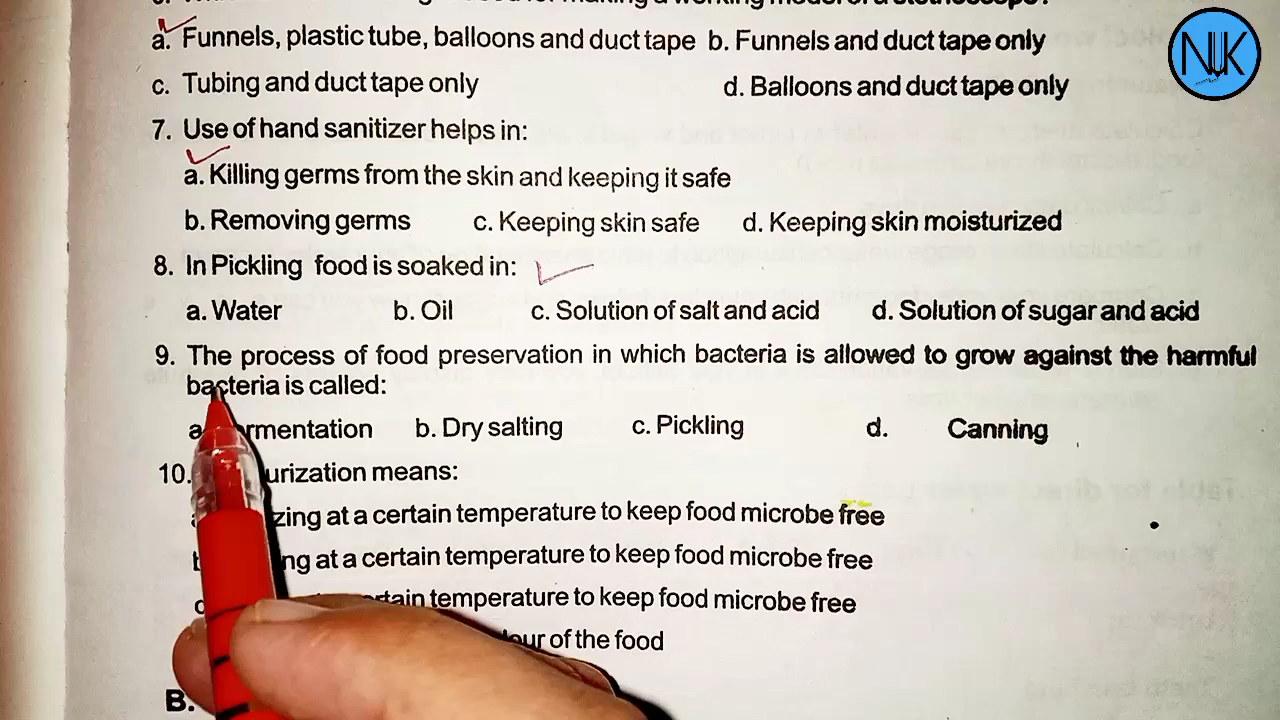 a. Funnels, plastic tube, balloons and duct tape b. Funnels and duct tape only
c. Tubing and duct tape only d. Balloons and duct tape only
7. Use of hand sanitizer helps in:
a. Killing germs from the skin and keeping it safe
b. Removing germs c. Keeping skin safe d. Keeping skin moisturized
8. In Pickling food is soaked in:
a. Water b. Oil c. Solution of salt and acid d. Solution of sugar and acid
9. The process of food preservation in which bacteria is allowed to grow against the harmful
bacteria is called:
b. Dry salting c. Pickling d. Canning
10. means:
at a certain temperature to keep food microbe free
at a certain temperature to keep food microbe free
temperature to keep food microbe free
of the food
B.
NK